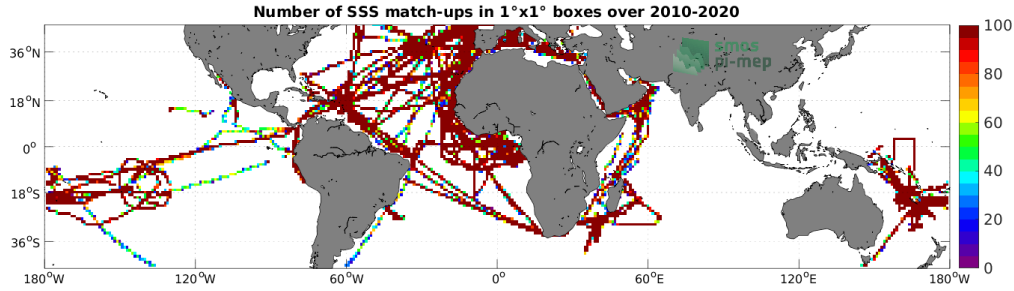 Number of SSS match-ups in 1°x1° boxes over 2010-2020
36°N
18°N
0°
18°S
36°S
180°W
120°W
60°W
0°
60°E
120°E
180°W
100
80
60
40
20
0
smos
pi-mep